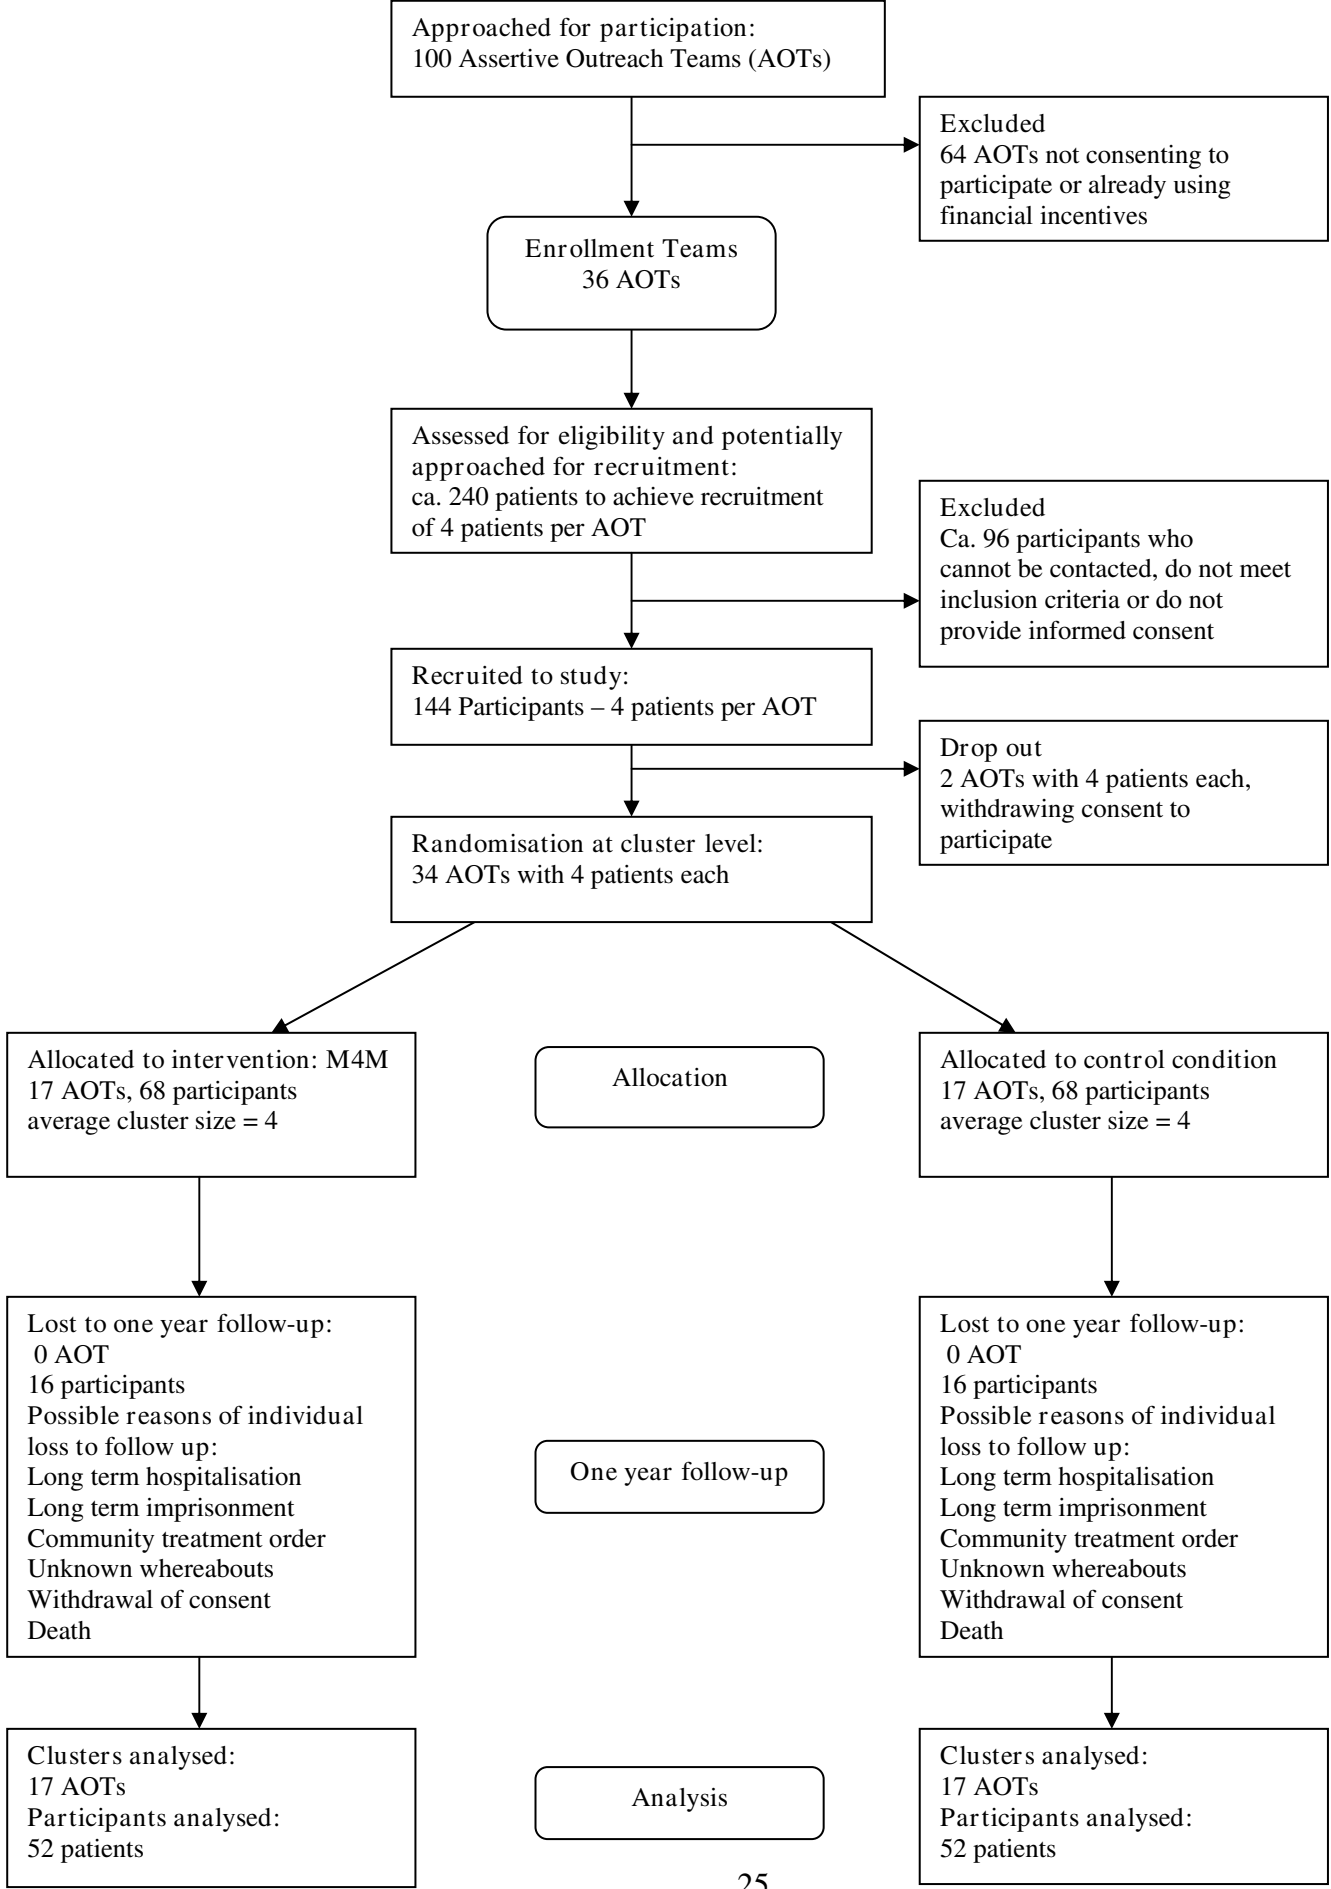 Approached for participation:
100 Assertive Outreach Teams (AOTs)
Excluded
64 AOTs not consenting to
participate or already using
financial incentives
Enrollment Teams
36 AOTs
Assessed for eligibility and potentially
approached for recruitment:
ca. 240 patients to achieve recruitment
of 4 patients per AOT
Excluded
Ca. 96 participants who
cannot be contacted, do not meet
inclusion criteria or do not
provide informed consent
Recruited to study:
144 Participants – 4 patients per AOT
Drop out
2 AOTs with 4 patients each,
withdrawing consent to
participate
Randomisation at cluster level:
34 AOTs with 4 patients each
Allocated to intervention: M4M
17 AOTs, 68 participants
average cluster size = 4
Allocation
Allocated to control condition
17 AOTs, 68 participants
average cluster size = 4
Lost to one year follow-up:
0 AOT
16 participants
Possible reasons of individual
loss to follow up:
Long term hospitalisation
Long term imprisonment
Community treatment order
Unknown whereabouts
Withdrawal of consent
Death
One year follow-up
Lost to one year follow-up:
0 AOT
16 participants
Possible reasons of individual
loss to follow up:
Long term hospitalisation
Long term imprisonment
Community treatment order
Unknown whereabouts
Withdrawal of consent
Death
Clusters analysed:
17 AOTs
Participants analysed:
52 patients
Analysis
Clusters analysed:
17 AOTs
Participants analysed:
52 patients
25